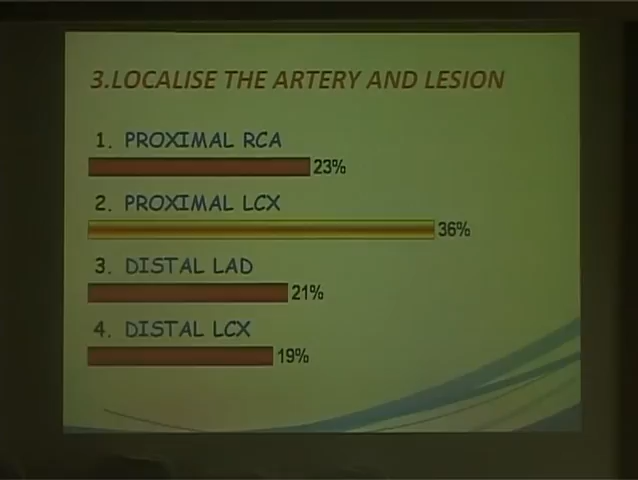 3.LOCALISE THE ARTERY AND LESION
1. PROXIMAL RCA
23%
2. PROXIMAL LCX
36%
3. DISTAL LAD
21%
4. DISTAL LCX
19%